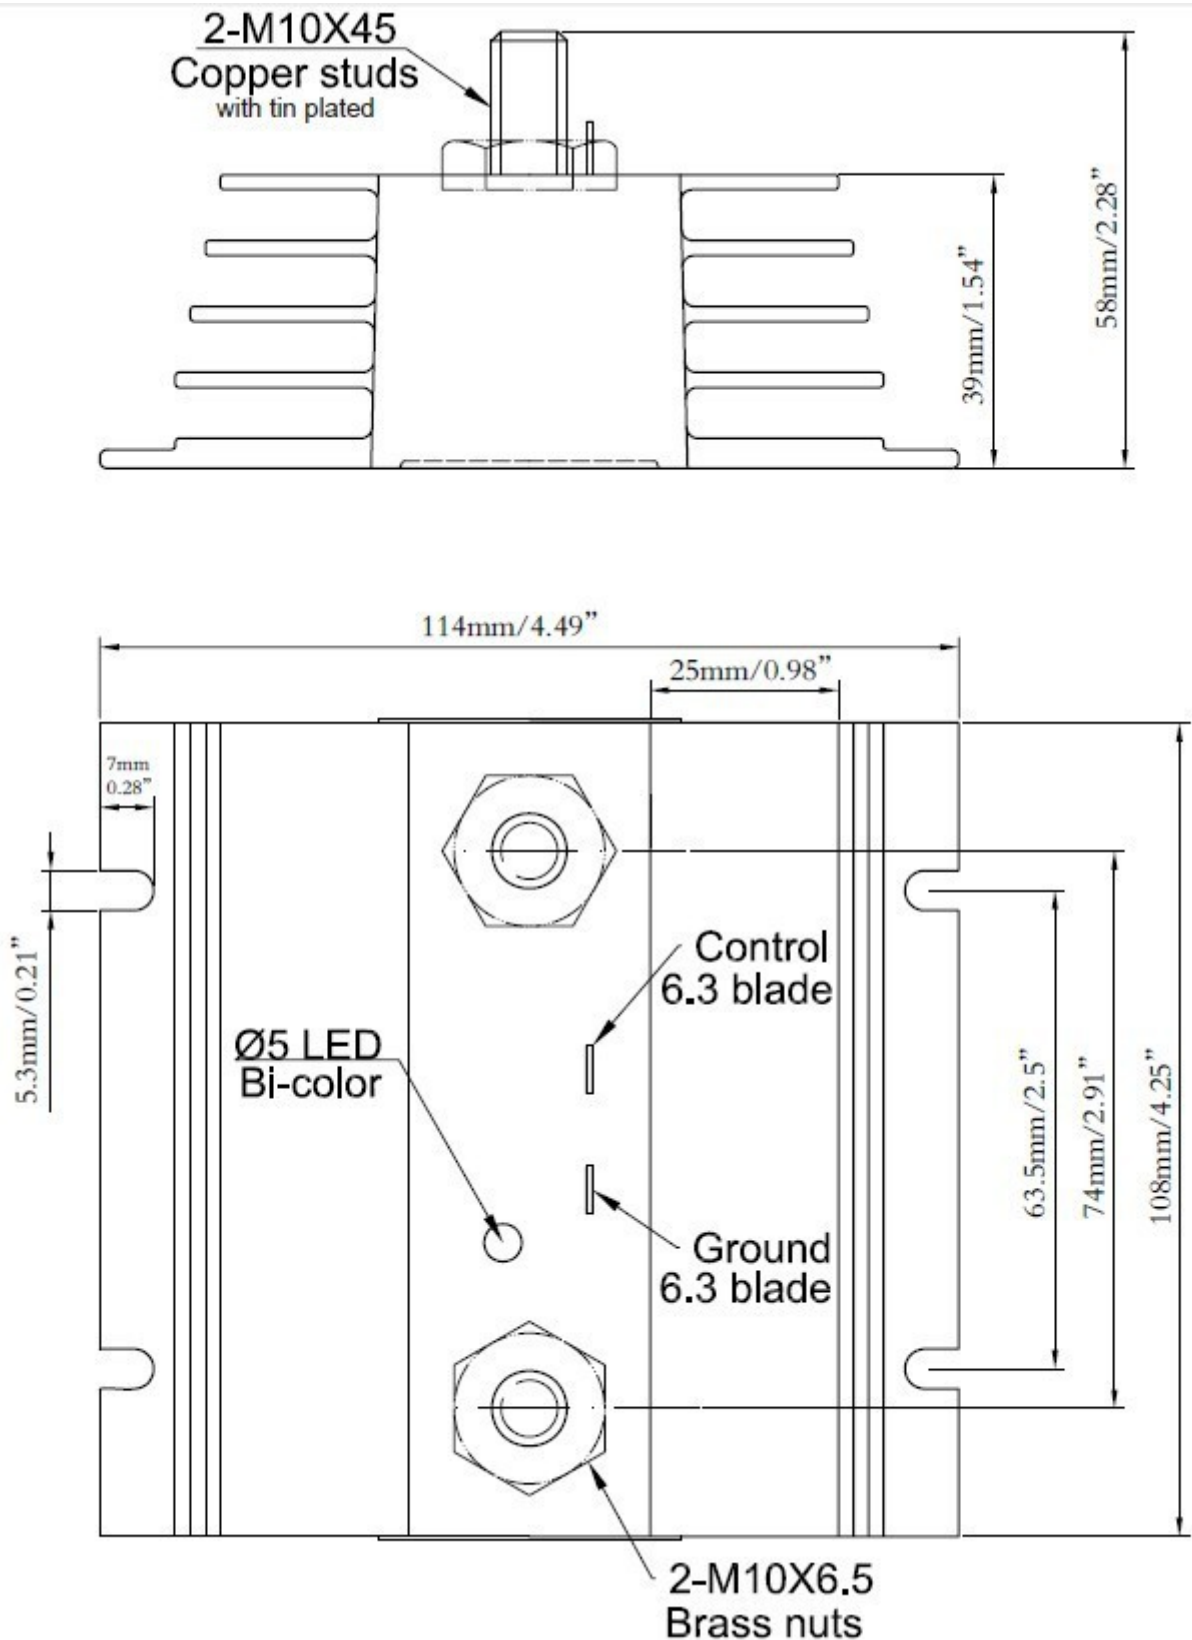 2-M10X45
Copper studs
with tin plated
58mm/2.28”
39mm/1.54”
114mm/4.49”
25mm/0.98”
7mm
0.28”
5.3mm/0.21”
Control
6.3 blade
Ø5 LED
Bi-color
63.5mm/2.5”
74mm/2.91”
108mm/4.25”
Ground
6.3 blade
2-M10X6.5
Brass nuts